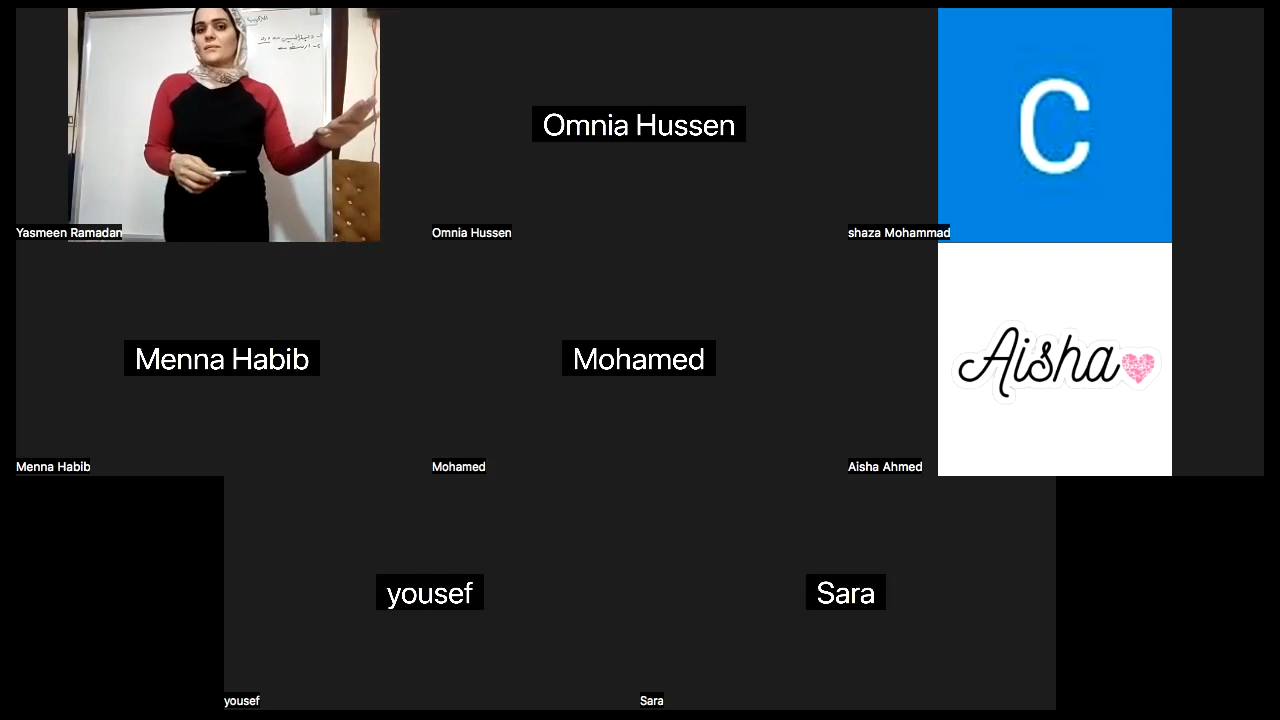 Yasmeen Ramadan
Omnia Hussen
Omnia Hussen
C
shaza Mohammad
Menna Habib
Menna Habib
Mohamed
Mohamed
Aisha
Aisha Ahmed
yousef
yousef
Sara
Sara